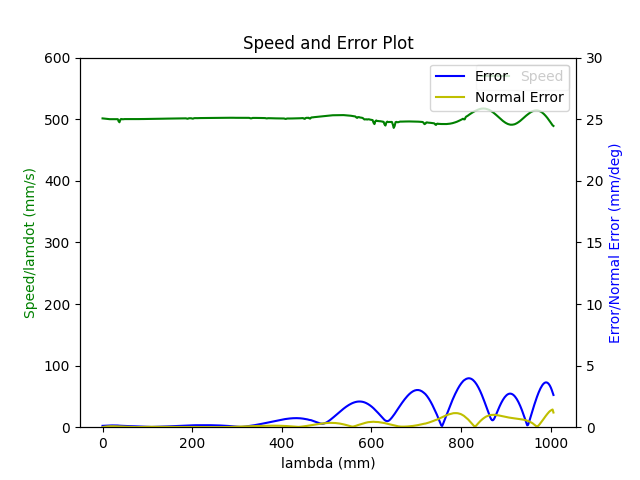 Speed and Error Plot
600
500
400
300
200
100
0
Speed/lamdot (mm/s)
30
25
20
15
10
5
0
Error/Normal Error (mm/deg)
Error
Speed
Normal Error
0
200
400
600
800
1000
lambda (mm)